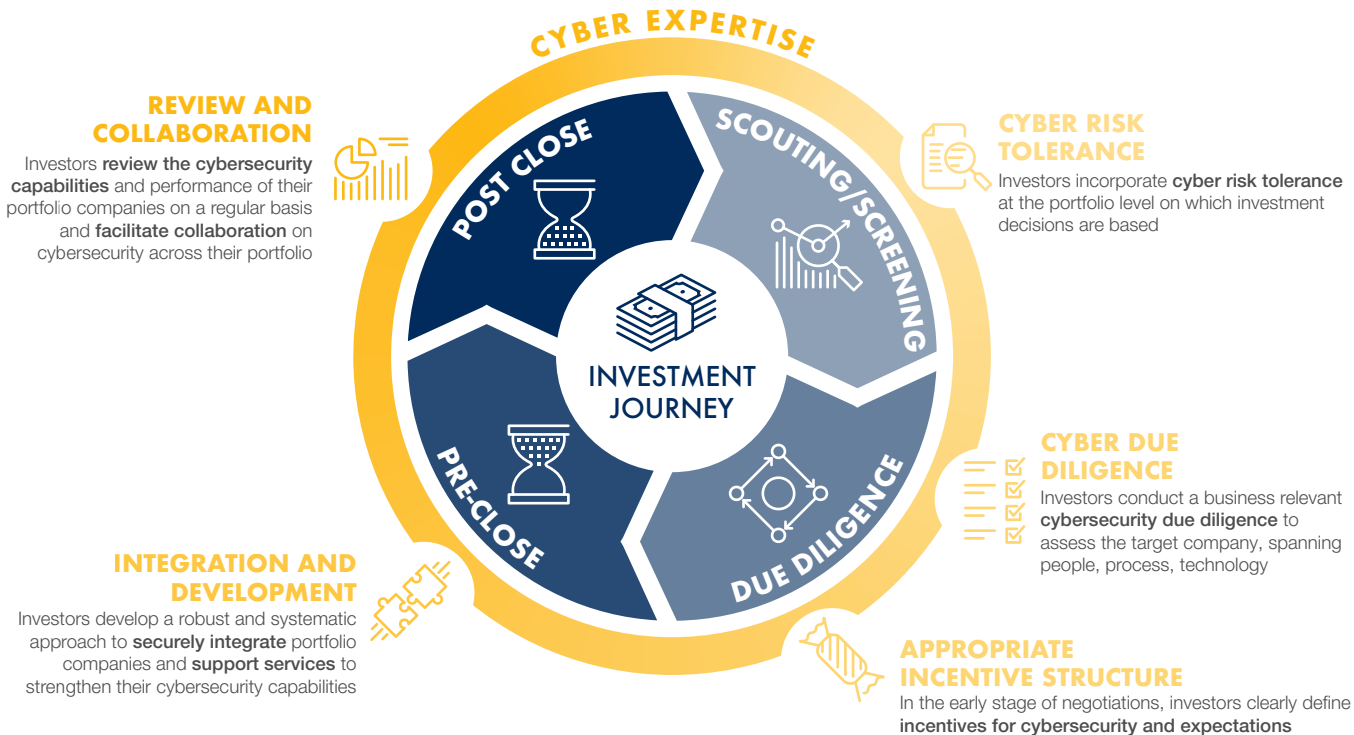 CYBER EXPERTISE
REVIEW AND
COLLABORATION
Investors review the cybersecurity
capabilities and performance of their
portfolio companies on a regular basis
and facilitate collaboration on
cybersecurity across their portfolio
POST CLOSE
SCOUTING/SCREENING
CYBER RISK
TOLERANCE
Investors incorporate cyber risk tolerance
at the portfolio level on which investment
decisions are based
INVESTMENT
JOURNEY
PRE-CLOSE
DUE DILIGENCE
CYBER DUE
DILIGENCE
Investors conduct a business relevant
cybersecurity due diligence to
assess the target company, spanning
people, process, technology
INTEGRATION AND
DEVELOPMENT
Investors develop a robust and systematic
approach to securely integrate portfolio
companies and support services to
strengthen their cybersecurity capabilities
APPROPRIATE
INCENTIVE STRUCTURE
In the early stage of negotiations, investors clearly define
incentives for cybersecurity and expectations